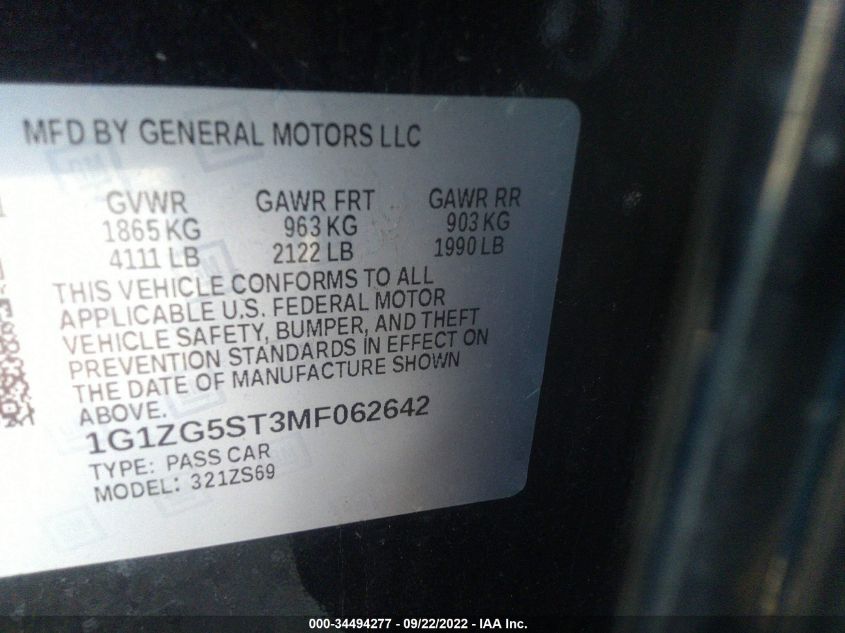 MFD BY GENERAL MOTORS LLC
GVWR GAWR FRT GAWR RR
1865 KG 963 KG 903 KG
4111 LB 2122 LB 1990 LB
THIS VEHICLE CONFORMS TO ALL
APPLICABLE U.S. FEDERAL MOTOR
VEHICLE SAFETY, BUMPER, AND THEFT
PREVENTION STANDARDS IN EFFECT ON
THE DATE OF MANUFACTURE SHOWN
ABOVE.
1G1ZG5ST3MF062642
TYPE: PASS CAR
MODEL: 321ZS69
000-34494277 - 09/22/2022 - IAA Inc.